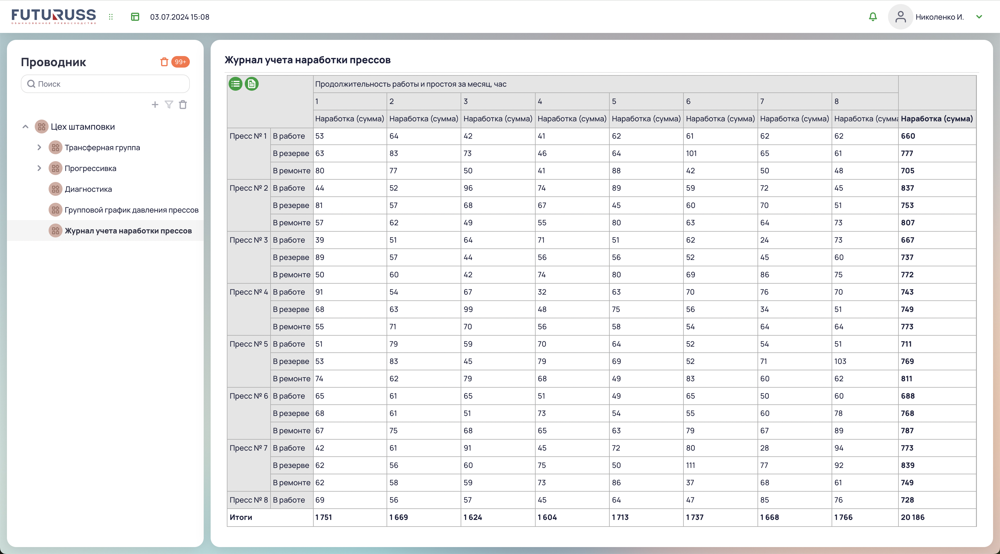 FUTURUSS
ОБЫКНОВЕННОЕ ПРЕВОСХОДСТВО
03.07.2024 15:08
Николенко И.
Проводник 99+
Поиск
Цех штамповки
Трансферная группа
Прогрессивка
Диагностика
Групповой график давления прессов
Журнал учета наработки прессов
Журнал учета наработки прессов
Продолжительность работы и простоя за месяц, час
1 2 3 4 5 6 7 8
Наработка (сумма) Наработка (сумма) Наработка (сумма) Наработка (сумма) Наработка (сумма) Наработка (сумма) Наработка (сумма) Наработка (сумма Наработка (сумма)
Пресс № 1 В работе 53 64 42 41 62 61 62 62 660
В резерве 63 83 73 46 64 101 65 61 777
В ремонте 80 77 50 41 88 42 50 48 705
Пресс № 2 В работе 44 52 96 74 89 59 72 45 837
В резерве 81 57 68 67 45 60 70 51 753
В ремонте 57 62 49 55 80 63 64 73 807
Пресс № 3 В работе 39 51 64 71 51 62 24 73 667
В резерве 89 57 44 56 56 52 45 60 737
В ремонте 50 60 42 74 80 69 86 75 772
Пресс № 4 В работе 91 54 67 32 63 70 76 70 743
В резерве 68 63 99 48 75 56 34 51 749
В ремонте 55 71 70 56 58 54 64 64 773
Пресс № 5 В работе 51 79 59 70 64 52 54 51 711
В резерве 53 83 45 79 69 52 71 103 769
В ремонте 74 62 79 68 49 83 60 62 811
Пресс № 6 В работе 65 61 65 51 49 65 50 60 688
В резерве 68 61 51 73 54 55 60 78 768
В ремонте 67 75 68 65 63 79 67 89 787
Пресс № 7 В работе 42 61 91 45 72 80 28 94 773
В резерве 62 56 60 75 50 111 77 92 839
В ремонте 62 58 59 73 86 37 68 61 749
Пресс № 8 В работе 69 56 57 45 64 47 85 76 728
Итоги 1 751 1 669 1 624 1 604 1 713 1 737 1 668 1 766 20 186